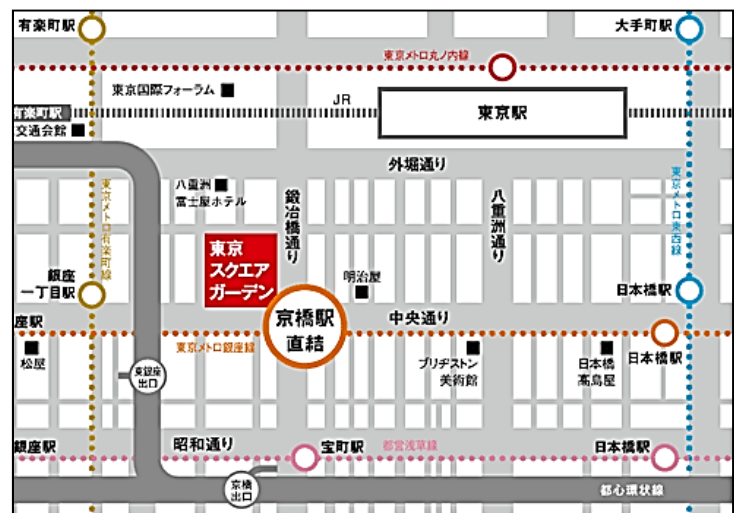 有楽町駅
大手町駅
東京メトロ丸ノ内線
東京国際フォーラム
JR
有楽町駅
東京駅
交通会館
外堀通り
八重洲
富士屋ホテル
鍛冶橋通り
八重洲通り
東京メトロ有楽町線
東京メトロ東西線
東京
スクエア
ガーデン
銀座
一丁目駅
明治屋
日本橋駅
京橋駅
直結
中央通り
座駅
東京メトロ銀座線
松屋
ブリヂストン
美術館
日本橋
高島屋
日本橋駅
東銀座
出口
銀座駅
昭和通り
宝町駅
都営浅草線
日本橋駅
京橋
出口
都心環状線